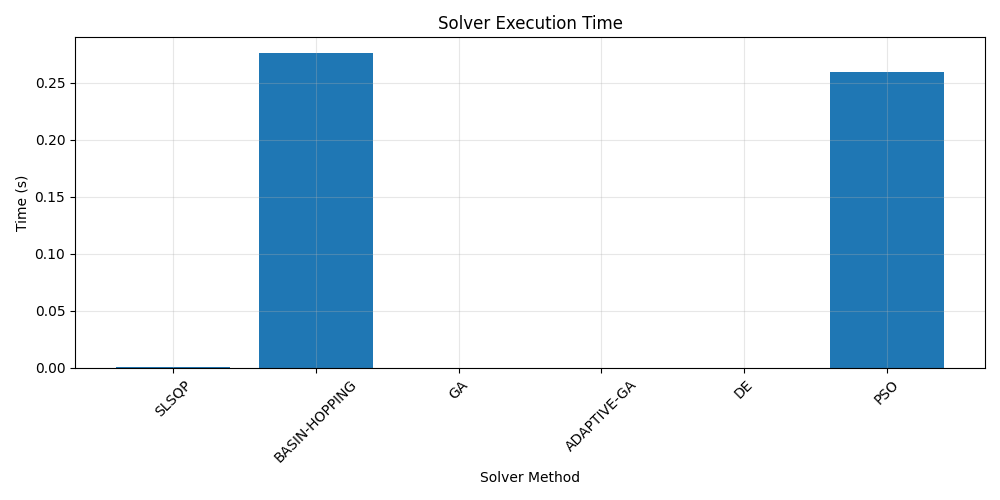 Solver Execution Time
Time (s)
0.25
0.20
0.15
0.10
0.05
0.00
SLSQP
BASIN-HOPPING
GA
ADAPTIVE-GA
DE
PSO
Solver Method